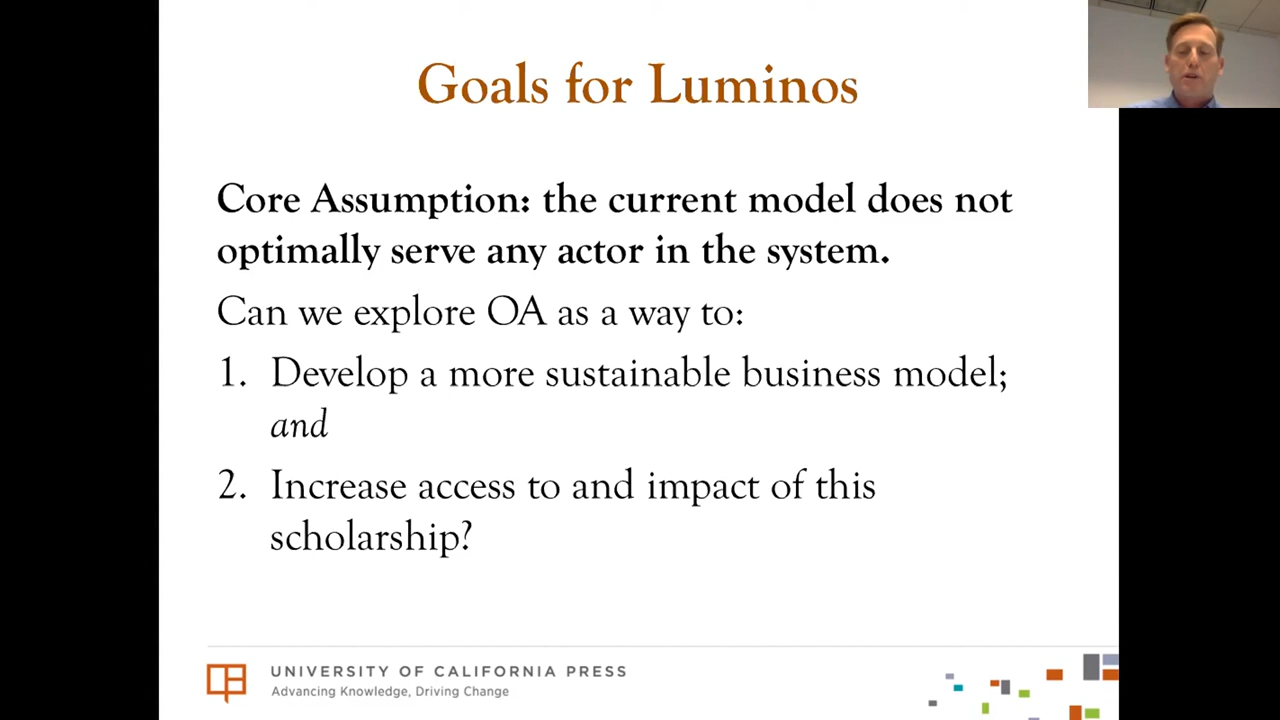 Goals for Luminos
Core Assumption: the current model does not
optimally serve any actor in the system.
Can we explore OA as a way to:
1. Develop a more sustainable business model;
and
2. Increase access to and impact of this
scholarship?
UNIVERSITY OF CALIFORNIA PRESS
Advancing Knowledge, Driving Change